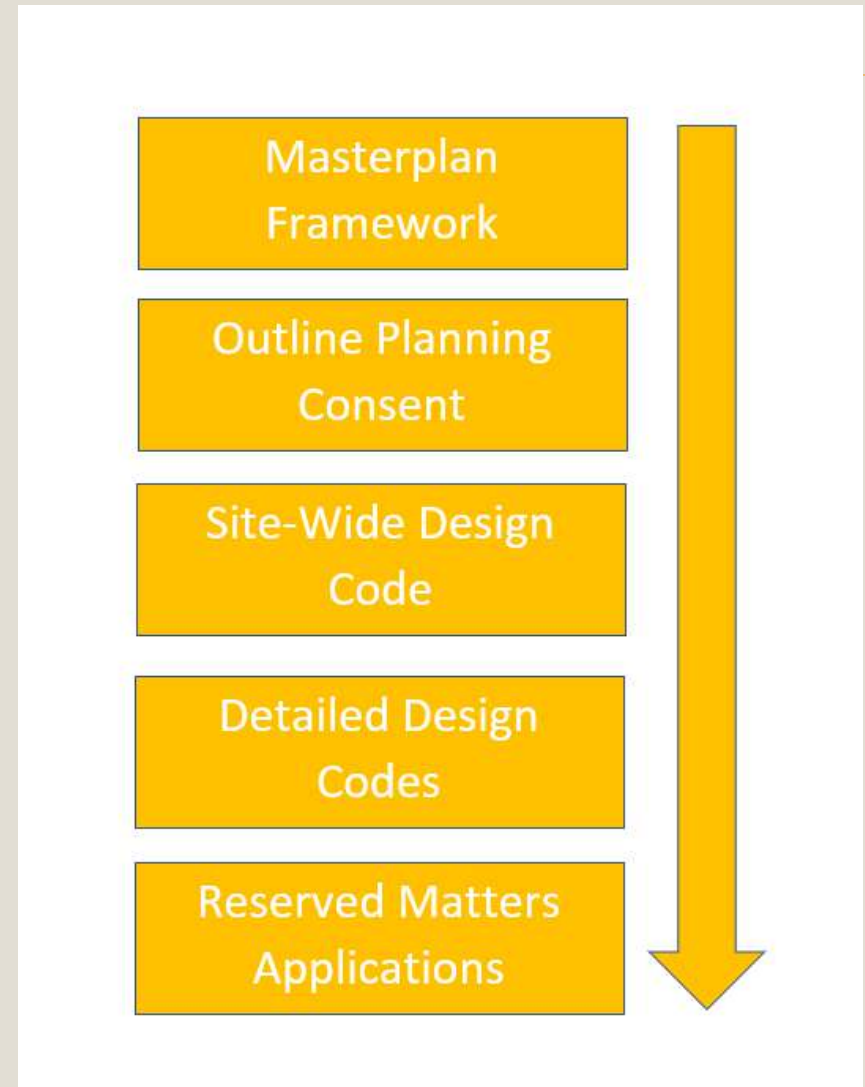 Masterplan
Framework
Outline Planning
Consent
Site-Wide Design
Code
Detailed Design
Codes
Reserved Matters
Applications